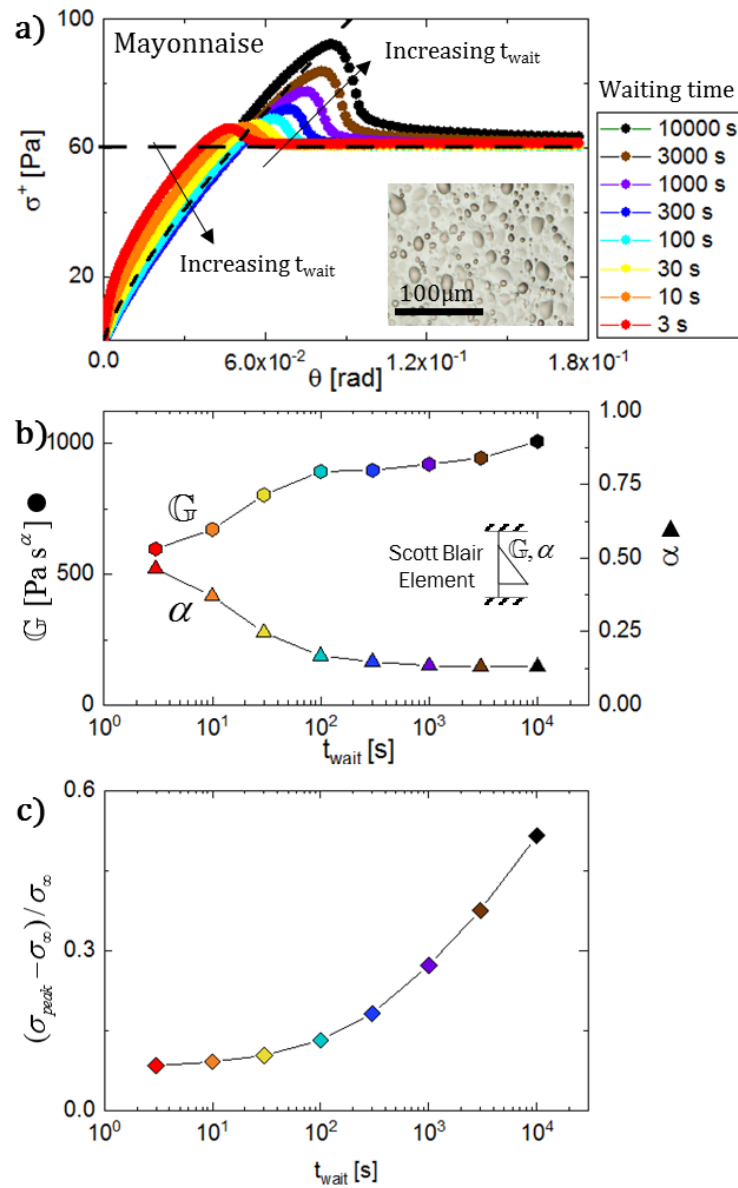 a)
Mayonnaise
Increasing t_wait
Increasing t_wait
100
60
20
σ⁺ [Pa]
0.0
6.0x10⁻²
1.2x10⁻¹
1.8x10⁻¹
θ [rad]
100μm
Waiting time
10000 s
3000 s
1000 s
300 s
100 s
30 s
10 s
3 s
b)
1000
500
0
𝔾 [Pa s^α]
𝔾
α
Scott Blair
Element
𝔾, α
1.00
0.75
0.50
0.25
0.00
α
10⁰
10¹
10²
10³
10⁴
t_wait [s]
c)
0.6
0.3
0.0
(σ_peak − σ_∞) / σ_∞
10⁰
10¹
10²
10³
10⁴
t_wait [s]